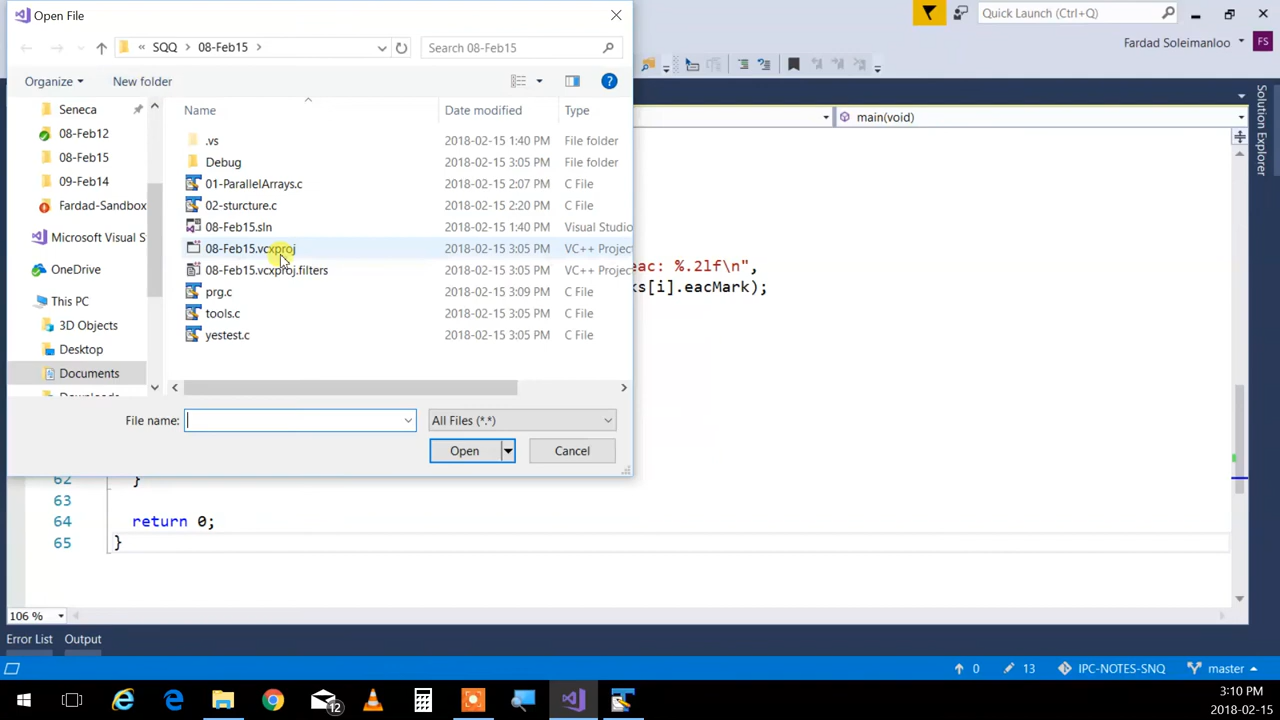 Open File
Quick Launch (Ctrl+Q)
SQQ
08-Feb15
Search 08-Feb15
Fardad Soleimanloo
FS
Organize
New folder
Seneca
08-Feb12
08-Feb15
09-Feb14
Fardad-Sandbox
Microsoft Visual S
OneDrive
This PC
3D Objects
Desktop
Documents
Name Date modified Type
.vs 2018-02-15 1:40 PM File folder
Debug 2018-02-15 3:05 PM File folder
01-ParallelArrays.c 2018-02-15 2:07 PM C File
02-sturcture.c 2018-02-15 2:20 PM C File
08-Feb15.sln 2018-02-15 1:40 PM Visual Studio
08-Feb15.vcxproj 2018-02-15 3:05 PM VC++ Projec
08-Feb15.vcxproj.filters 2018-02-15 3:05 PM VC++ Projec
prg.c 2018-02-15 3:09 PM C File
tools.c 2018-02-15 3:05 PM C File
yestest.c 2018-02-15 3:05 PM C File
File name:
All Files (*.*)
Open
Cancel
main(void)
Solution Explorer
eac: %.2lf\n",
ks[i].eacMark);
62 }
63
64 return 0;
65 }
106 %
Error List Output
0 13 IPC-NOTES-SNQ master
12
3:10 PM
2018-02-15